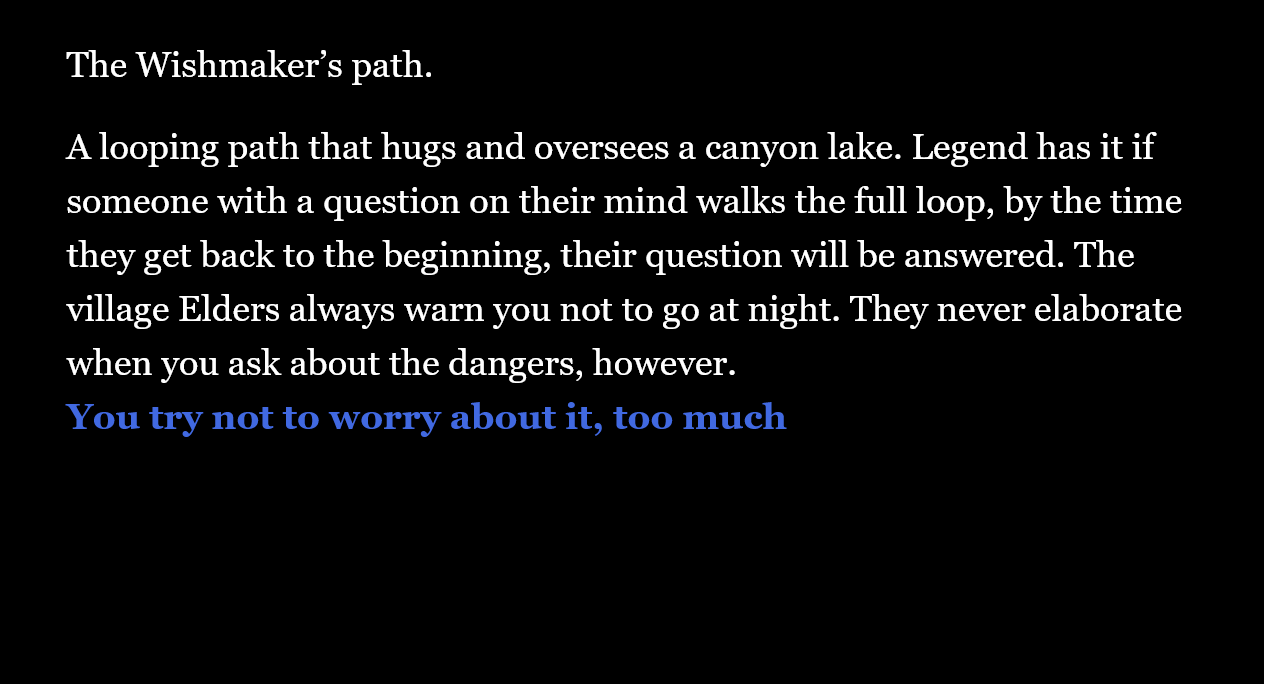 The Wishmaker’s path.
A looping path that hugs and oversees a canyon lake. Legend has it if
someone with a question on their mind walks the full loop, by the time
they get back to the beginning, their question will be answered. The
village Elders always warn you not to go at night. They never elaborate
when you ask about the dangers, however.
You try not to worry about it, too much